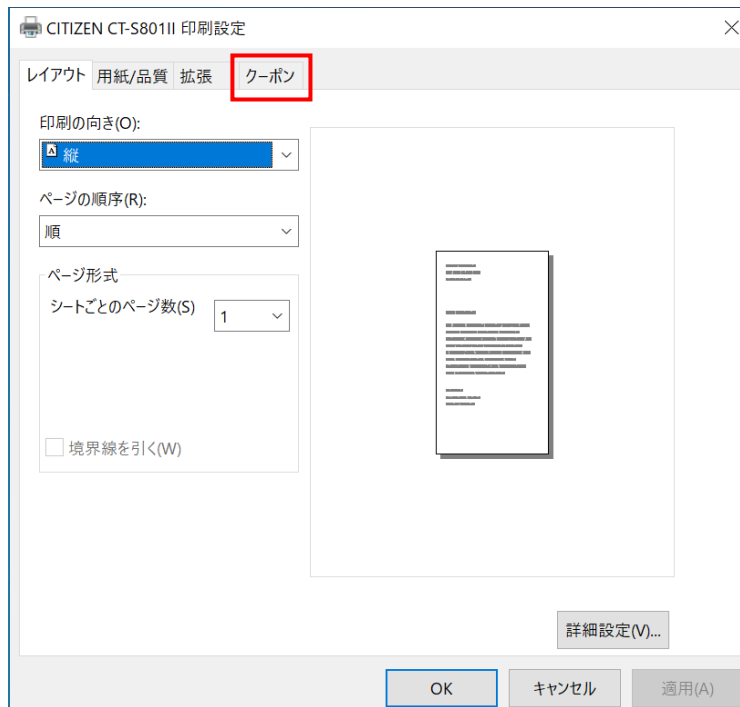 CITIZEN CT-S801II 印刷設定
レイアウト 用紙/品質 拡張 クーポン
印刷の向き(O):
縦
ページの順序(R):
順
ページ形式
シートごとのページ数(S) 1
境界線を引く(W)
詳細設定(V)...
OK キャンセル 適用(A)